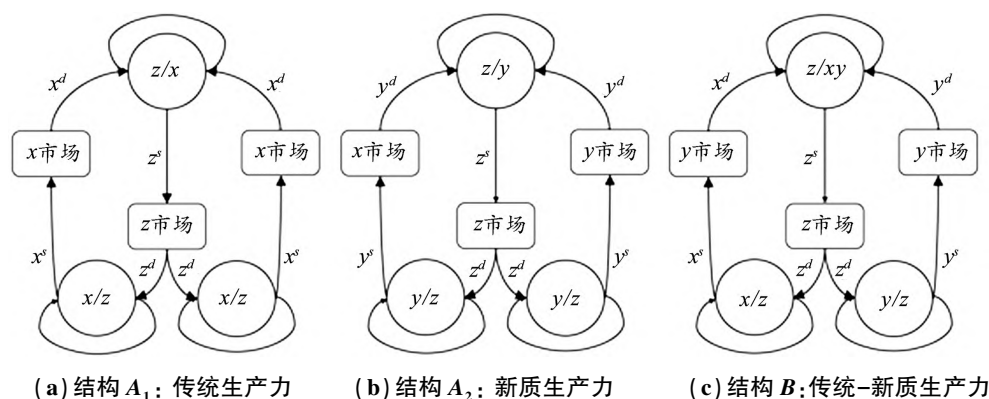 z/x
x^d
x^d
x市场
x市场
z^s
z市场
x^s
z^d
z^d
x^s
x/z
x/z
(a)结构 A₁: 传统生产力
z/y
y^d
y^d
x市场
y市场
z^s
z市场
y^s
z^d
z^d
y^s
y/z
y/z
(b)结构 A₂: 新质生产力
z/xy
x^d
y^d
y市场
y市场
z^s
z市场
x^s
z^d
z^d
y^s
x/z
y/z
(c)结构 B:传统-新质生产力